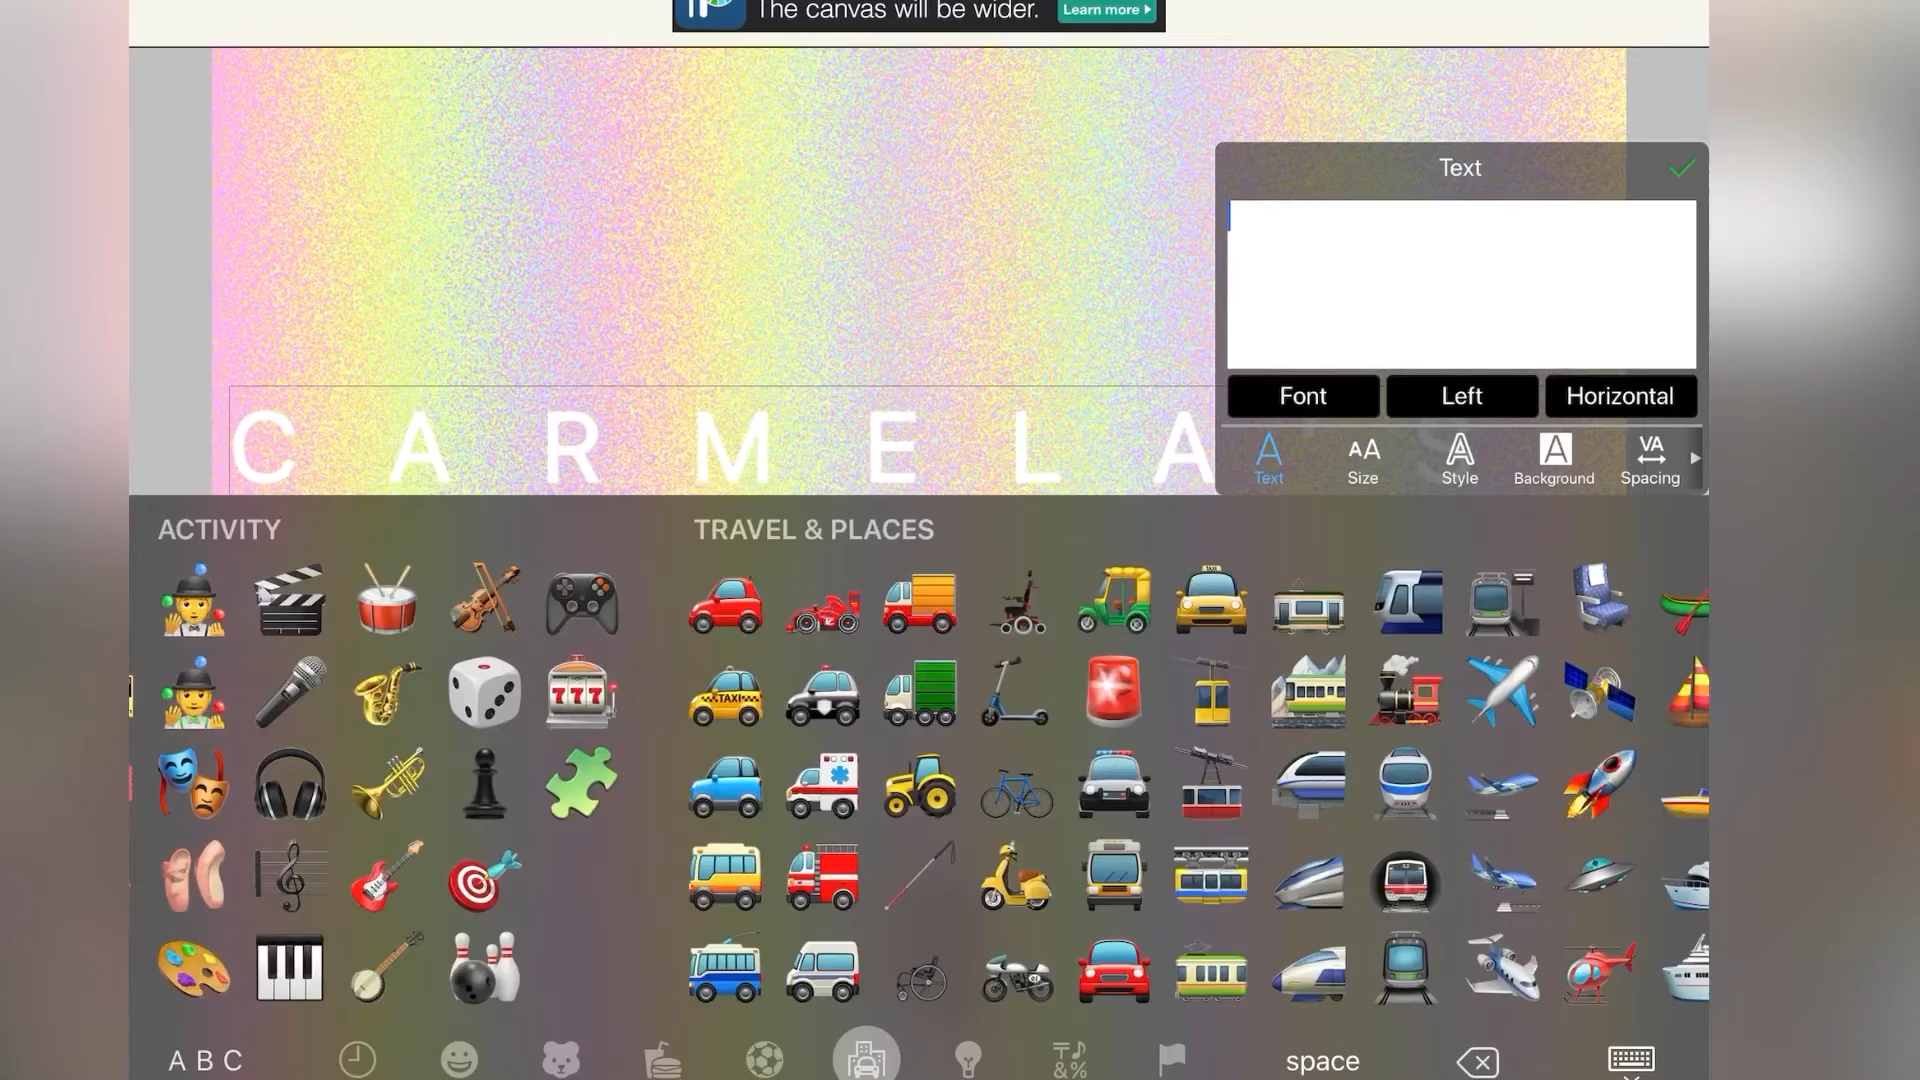 The canvas will be wider.
Learn more
Text
Font
Left
Horizontal
C A R M E L A
Text
Size
Style
Background
VA
Spacing
ACTIVITY
TRAVEL & PLACES
TAXI
TAXI
777
A B C
space